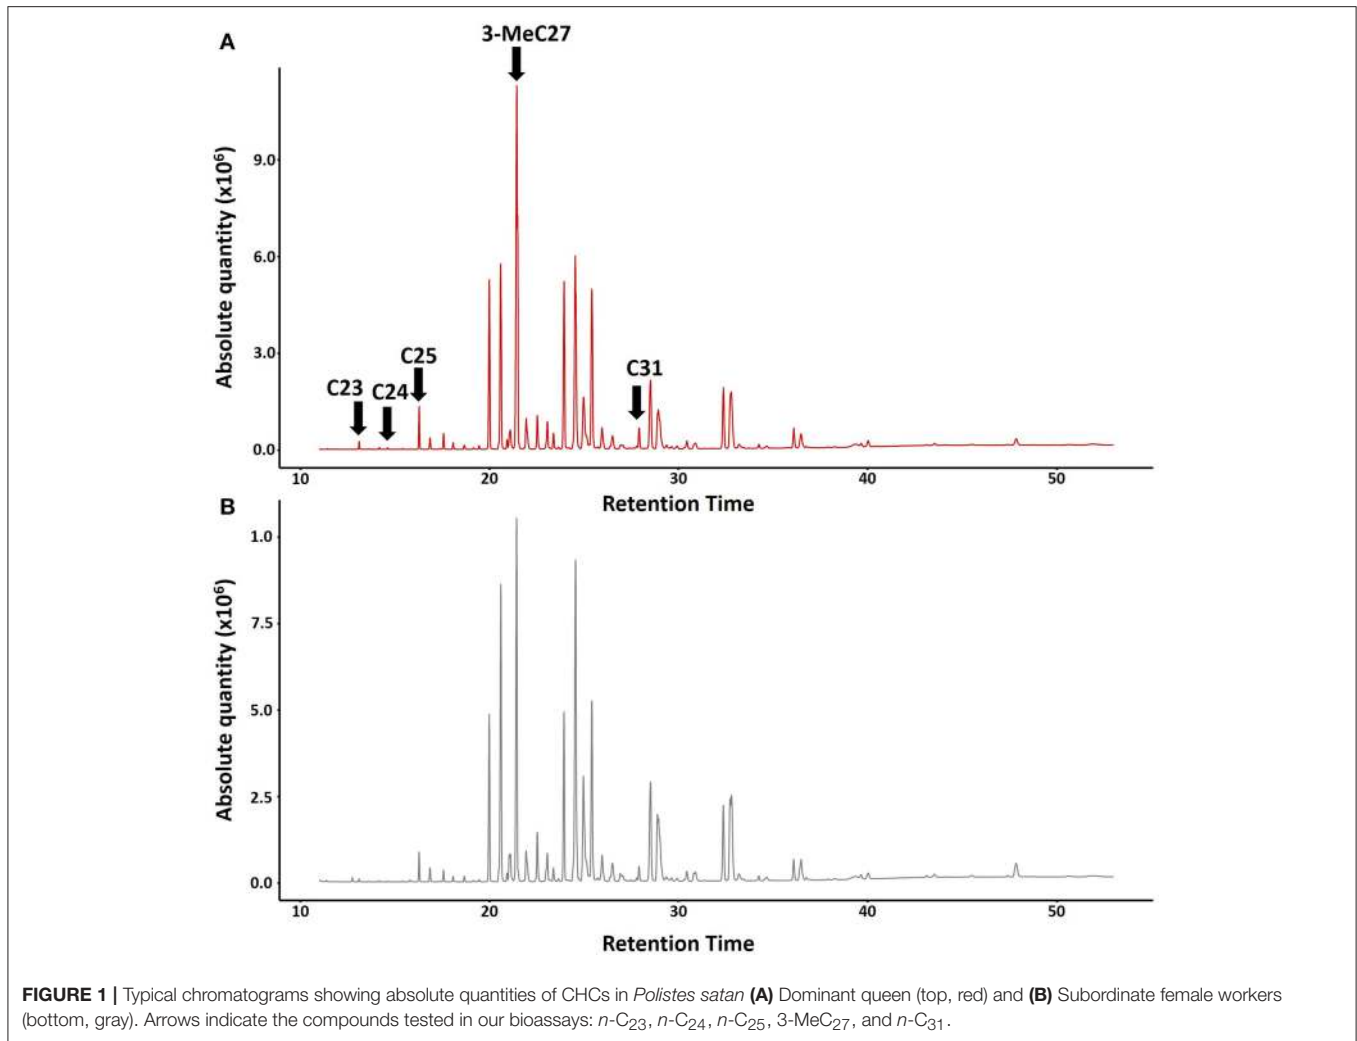 A
3-MeC27
Absolute quantity (x10⁶)
9.0
6.0
3.0
0.0
C23
C24
C25
C31
10 20 30 40 50
Retention Time
B
Absolute quantity (x10⁶)
1.0
7.5
5.0
2.5
0.0
10 20 30 40 50
Retention Time
FIGURE 1 | Typical chromatograms showing absolute quantities of CHCs in Polistes satan (A) Dominant queen (top, red) and (B) Subordinate female workers
(bottom, gray). Arrows indicate the compounds tested in our bioassays: n-C₂₃, n-C₂₄, n-C₂₅, 3-MeC₂₇, and n-C₃₁.